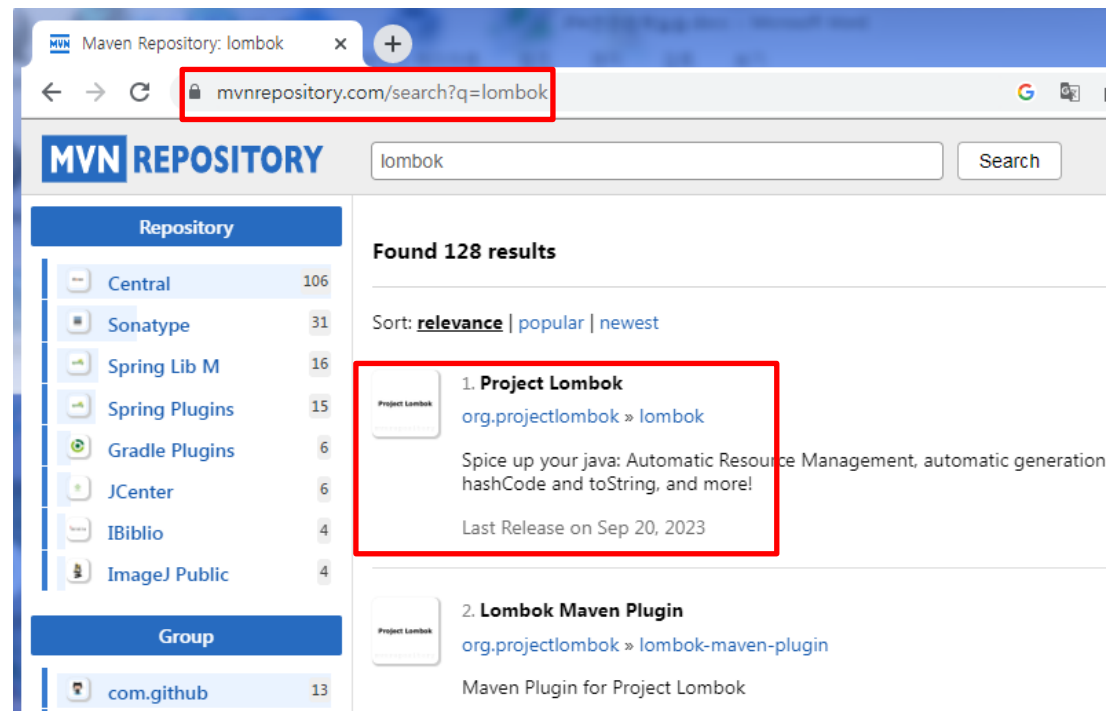 Maven Repository: lombok
mvnrepository.com/search?q=lombok
MVN REPOSITORY
lombok
Search
Repository
Central 106
Sonatype 31
Spring Lib M 16
Spring Plugins 15
Gradle Plugins 6
JCenter 6
IBiblio 4
ImageJ Public 4
Group
com.github 13
Found 128 results
Sort: relevance | popular | newest
1. Project Lombok
Project Lombok
org.projectlombok » lombok
Spice up your java: Automatic Resource Management, automatic generation
hashCode and toString, and more!
Last Release on Sep 20, 2023
2. Lombok Maven Plugin
Project Lombok
org.projectlombok » lombok-maven-plugin
Maven Plugin for Project Lombok